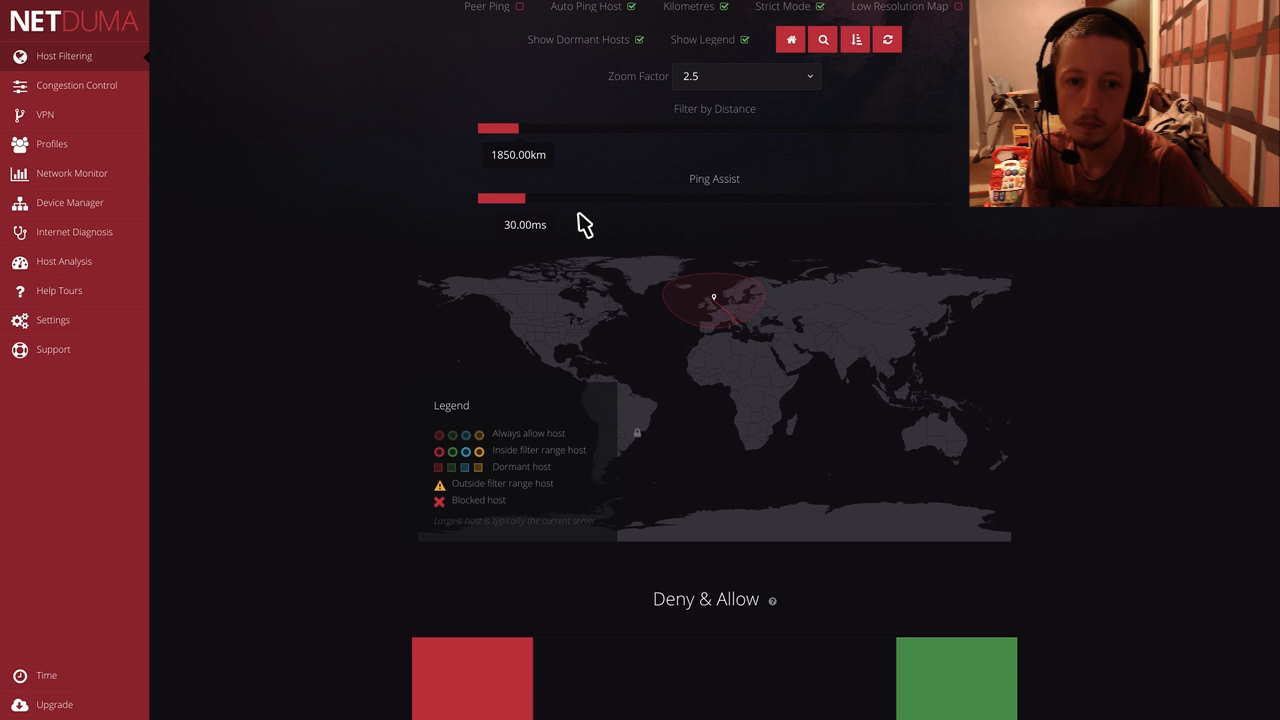 NETDUMA
Host Filtering
Congestion Control
VPN
Profiles
Network Monitor
Device Manager
Internet Diagnosis
Host Analysis
Help Tours
Settings
Support
Time
Upgrade
Peer Ping Auto Ping Host Kilometres Strict Mode Low Resolution Map
Show Dormant Hosts Show Legend
Zoom Factor 2.5
Filter by Distance
1850.00km
Ping Assist
30.00ms
Legend
Always allow host
Inside filter range host
Dormant host
Outside filter range host
Blocked host
Largest host is typically the current server
Deny & Allow